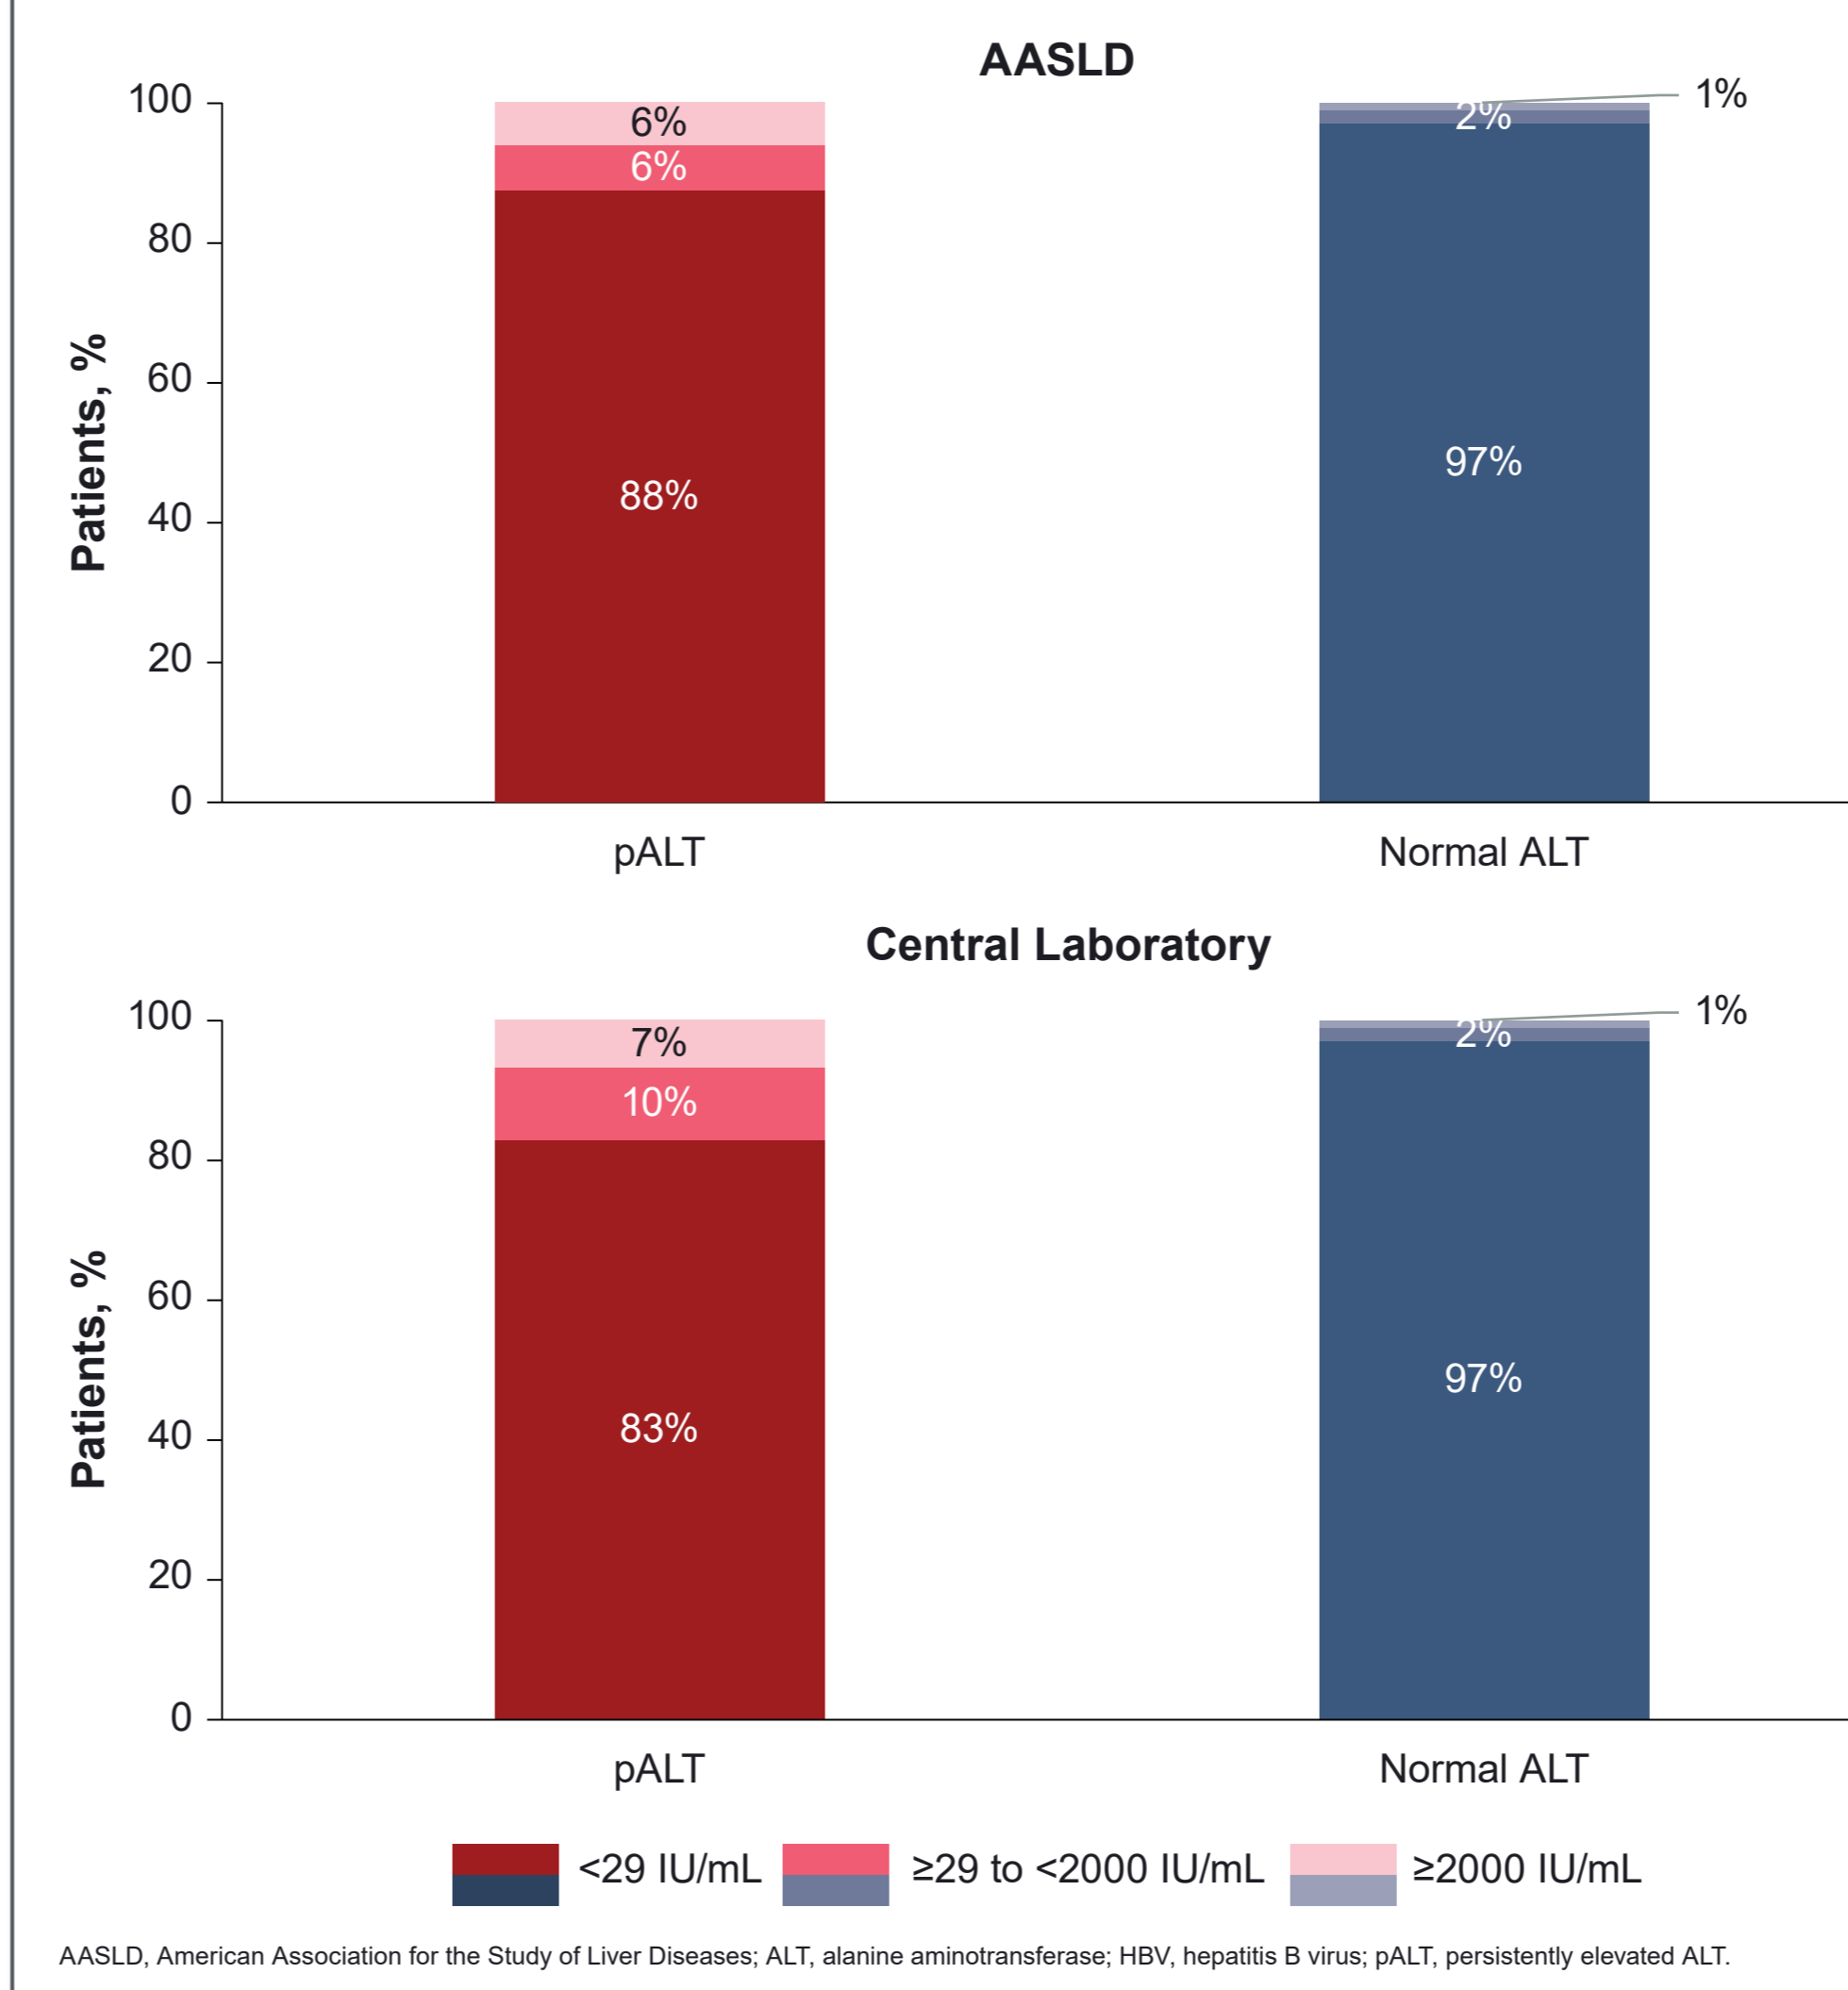 AASLD
100
80
60
40
20
0
Patients, %
6%
6%
88%
1%
2%
97%
pALT
Normal ALT
Central Laboratory
100
80
60
40
20
0
Patients, %
7%
10%
83%
1%
2%
97%
pALT
Normal ALT
<29 IU/mL
≥29 to <2000 IU/mL
≥2000 IU/mL
AASLD, American Association for the Study of Liver Diseases; ALT, alanine aminotransferase; HBV, hepatitis B virus; pALT, persistently elevated ALT.